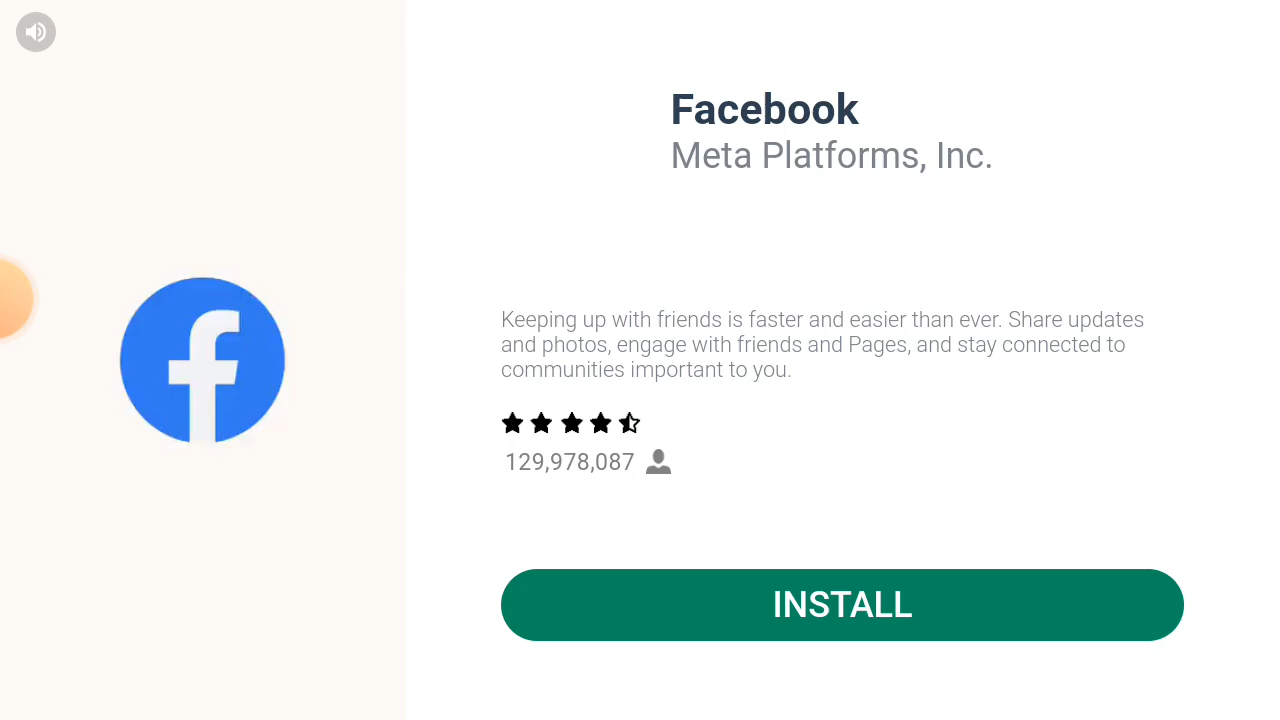 Facebook
Meta Platforms, Inc.
Keeping up with friends is faster and easier than ever. Share updates
and photos, engage with friends and Pages, and stay connected to
communities important to you.
129,978,087
INSTALL